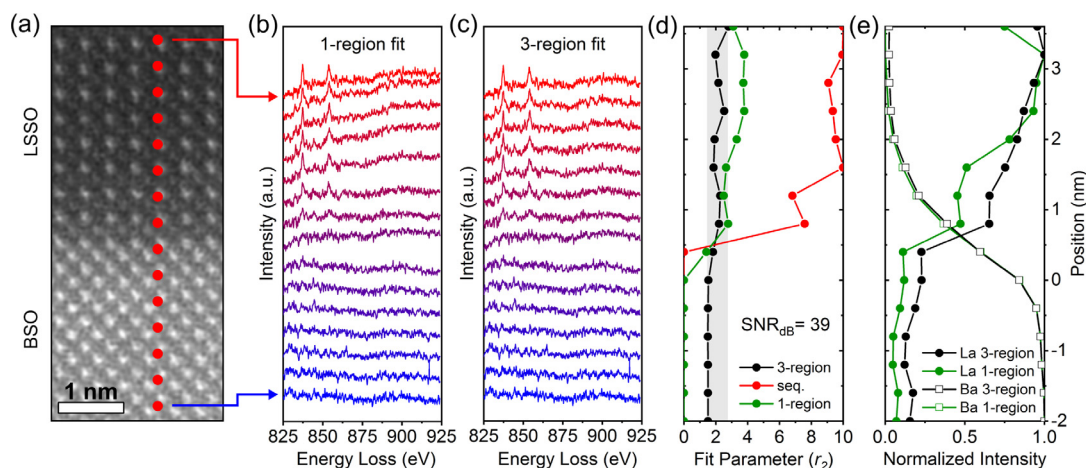 (a)
LSSO
BSO
1 nm
(b)
1-region fit
Intensity (a.u.)
825 850 875 900 925
Energy Loss (eV)
(c)
3-region fit
Intensity (a.u.)
825 850 875 900 925
Energy Loss (eV)
(d)
SNRdB= 39
3-region
seq.
1-region
0 2 4 6 8 10
Fit Parameter (r2)
(e)
La 3-region
La 1-region
Ba 3-region
Ba 1-region
0.0 0.5 1.0
Normalized Intensity
3
2
1
0
-1
-2
Position (nm)